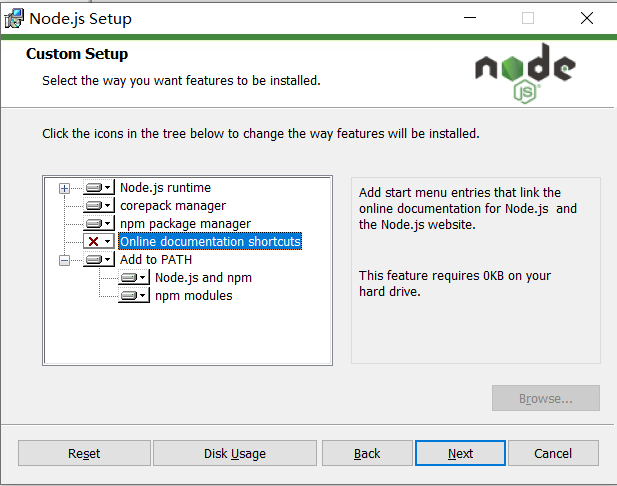 Node.js Setup
Custom Setup
Select the way you want features to be installed.
node
JS
Click the icons in the tree below to change the way features will be installed.
Node.js runtime
corepack manager
npm package manager
Online documentation shortcuts
Add to PATH
Node.js and npm
npm modules
Add start menu entries that link the
online documentation for Node.js and
the Node.js website.
This feature requires 0KB on your
hard drive.
Browse...
Reset
Disk Usage
Back
Next
Cancel